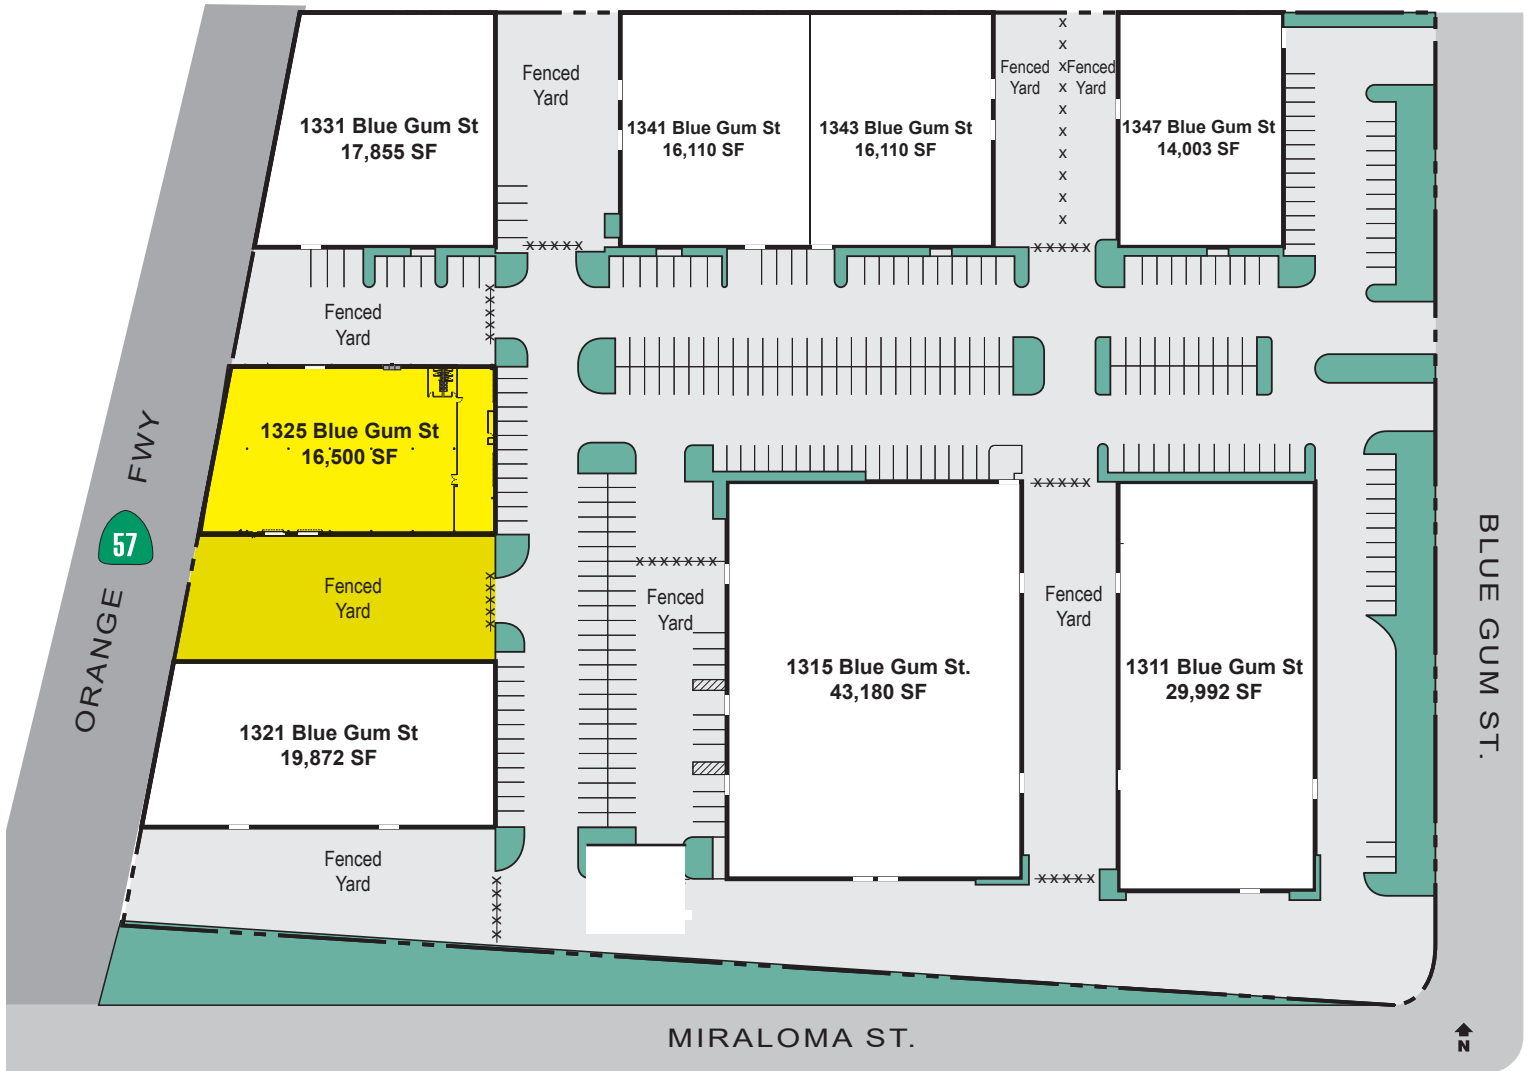 Fenced
Yard
Fenced
Yard
Fenced
Yard
1331 Blue Gum St
17,855 SF
1341 Blue Gum St
16,110 SF
1343 Blue Gum St
16,110 SF
1347 Blue Gum St
14,003 SF
Fenced
Yard
1325 Blue Gum St
16,500 SF
ORANGE FWY
57
Fenced
Yard
Fenced
Yard
Fenced
Yard
1315 Blue Gum St.
43,180 SF
1311 Blue Gum St
29,992 SF
BLUE GUM ST.
1321 Blue Gum St
19,872 SF
Fenced
Yard
MIRALOMA ST.
N